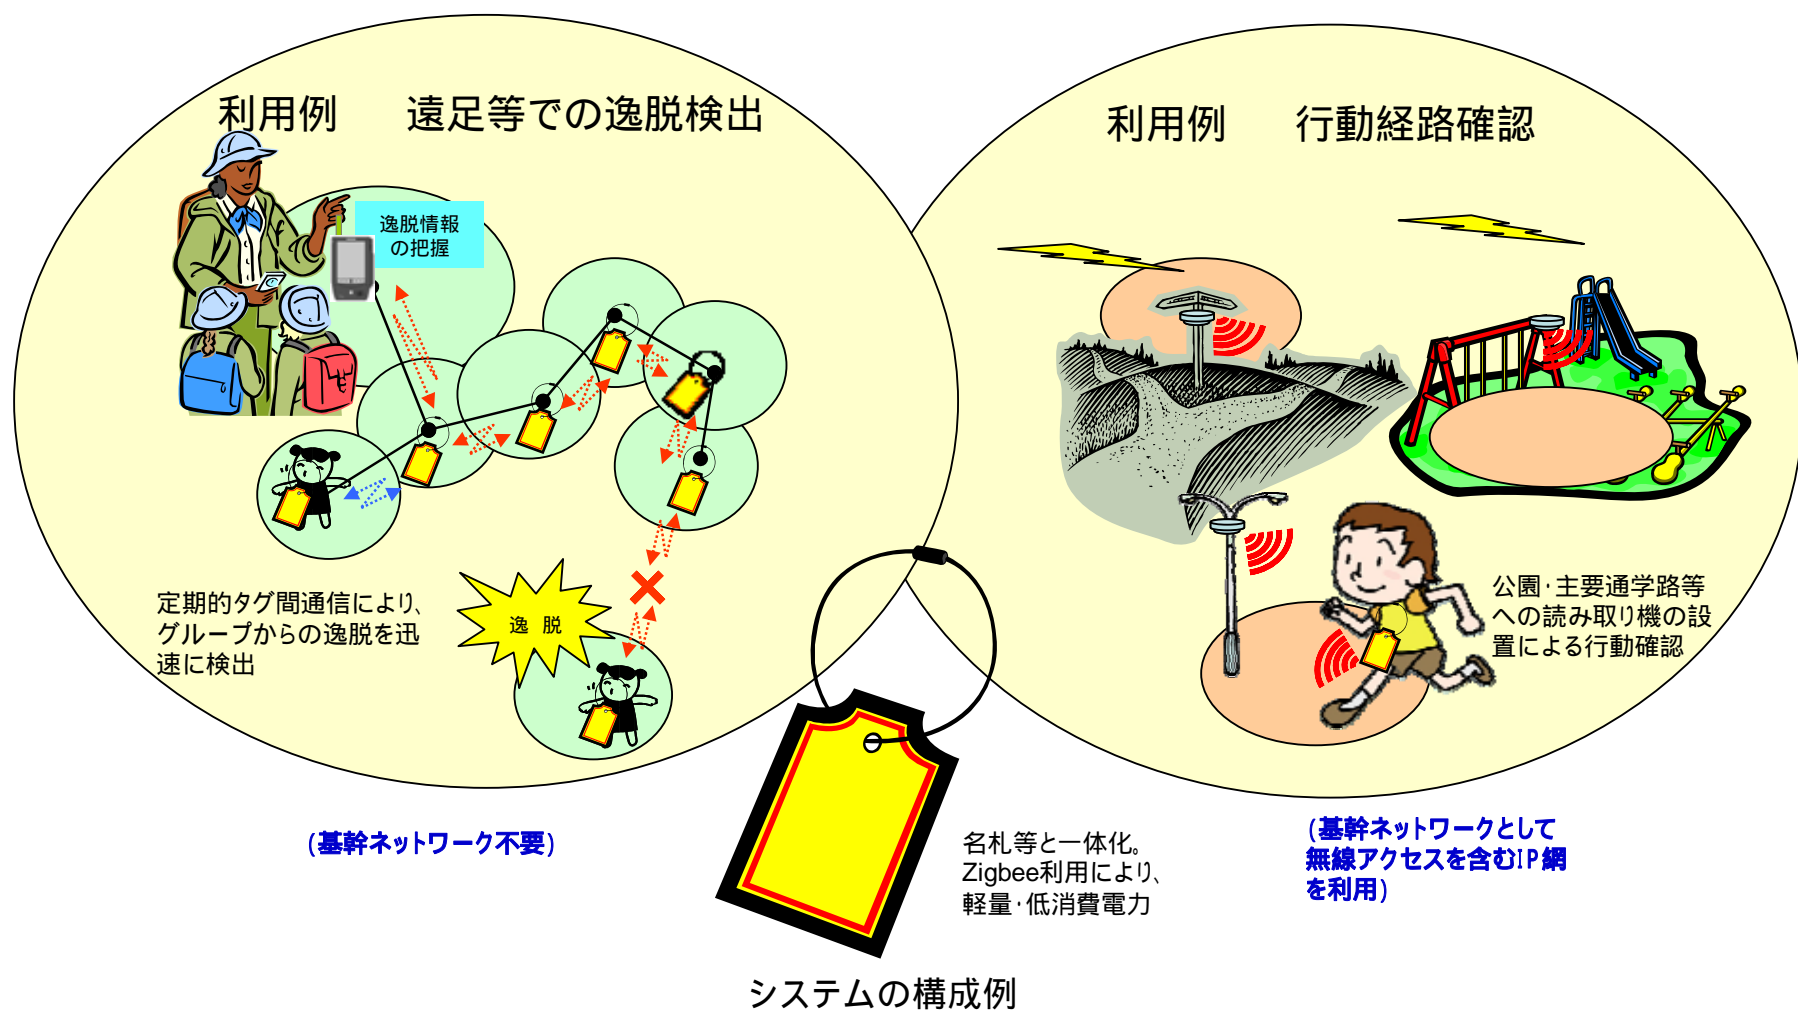 利用例　　遠足等での逸脱検出
逸脱情報
の把握
定期的タグ間通信により、
グループからの逸脱を迅
速に検出
逸 脱
(基幹ネットワーク不要)
利用例　　行動経路確認
公園・主要通学路等
への読み取り機の設
置による行動確認
(基幹ネットワークとして
無線アクセスを含むIP網
を利用)
名札等と一体化。
Zigbee利用により、
軽量・低消費電力
システムの構成例